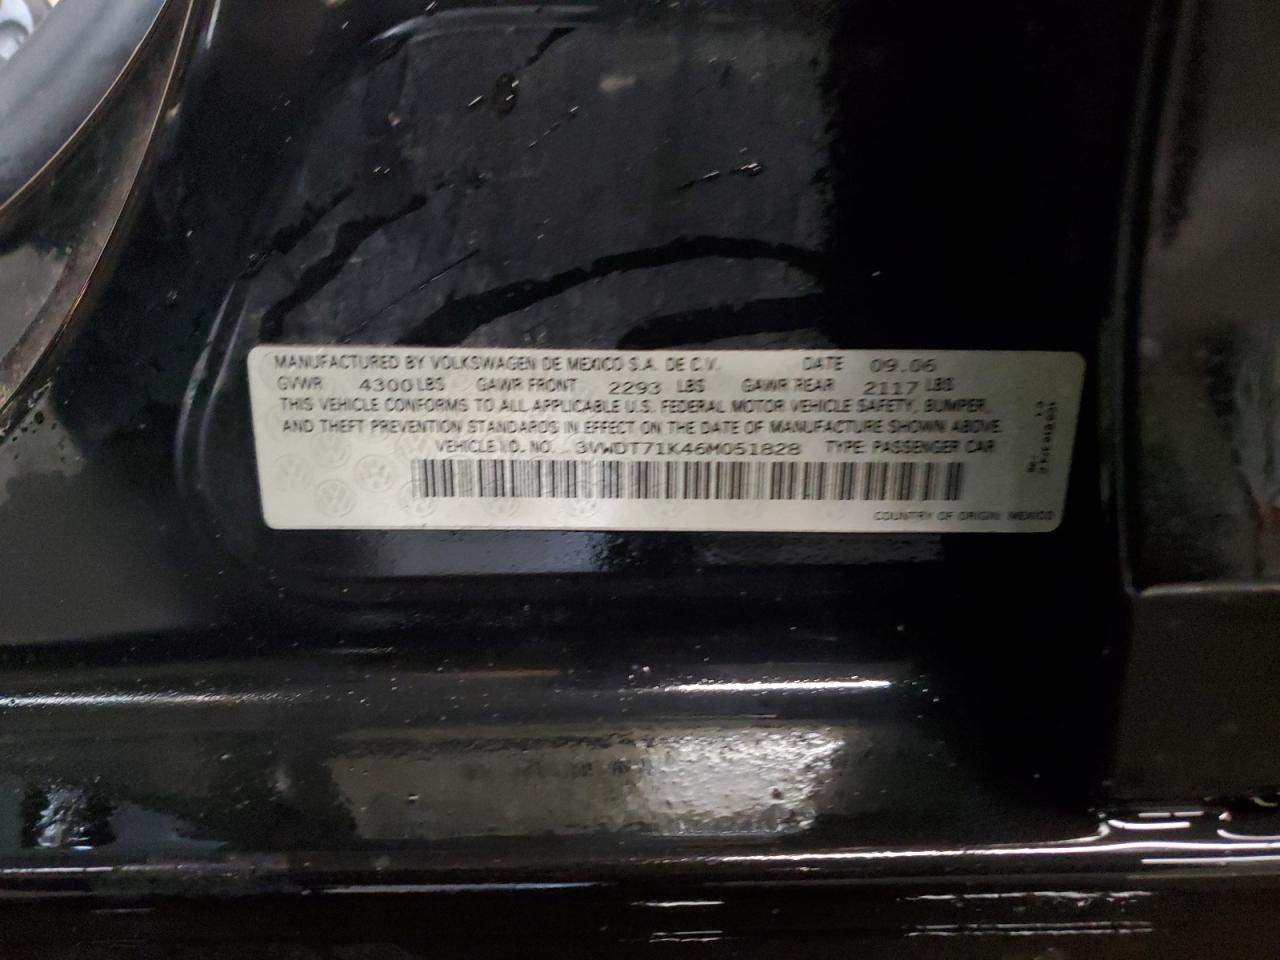 MANUFACTURED BY VOLKSWAGEN DE MEXICO S.A. DE C.V. DATE 09.06
GVWR 4300 LBS GAWR FRONT 2293 LBS GAWR REAR 2117 LBS
THIS VEHICLE CONFORMS TO ALL APPLICABLE U.S. FEDERAL MOTOR VEHICLE SAFETY, BUMPER,
AND THEFT PREVENTION STANDARDS IN EFFECT ON THE DATE OF MANUFACTURE SHOWN ABOVE.
VEHICLE I.D. NO. 3VWDT71K46M051828 TYPE: PASSENGER CAR
COUNTRY OF ORIGIN: MEXICO